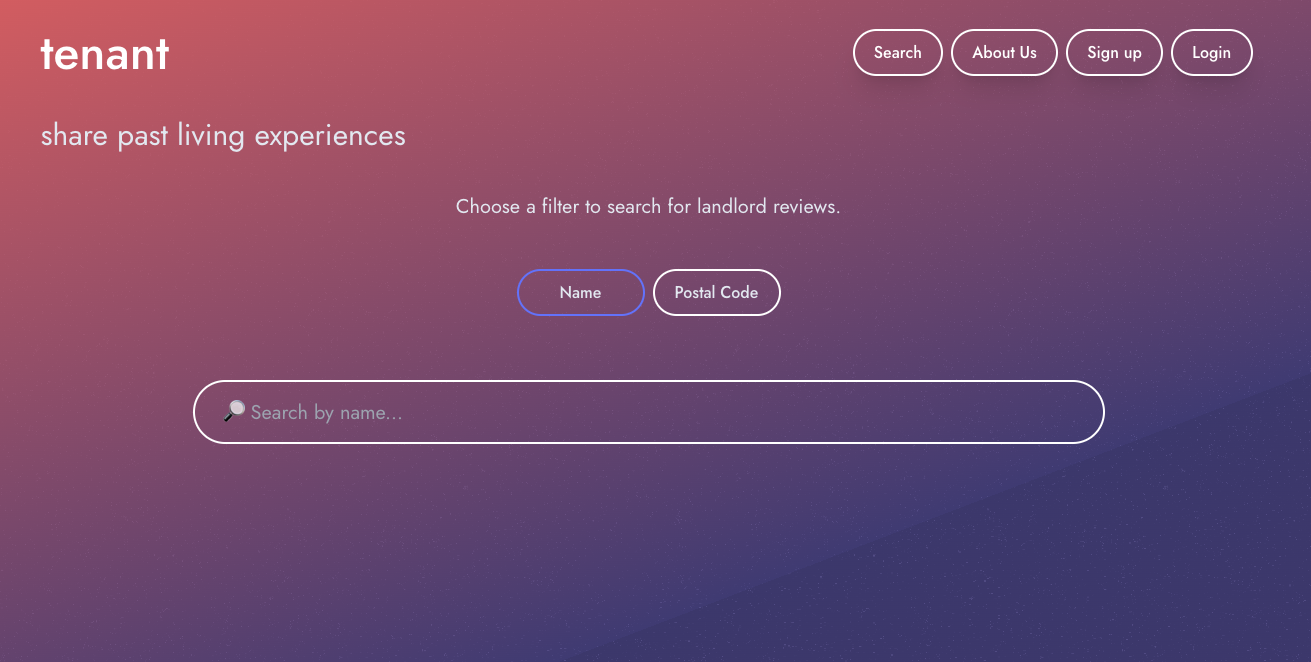 tenant
Search About Us Sign up Login
share past living experiences
Choose a filter to search for landlord reviews.
Name Postal Code
🔎 Search by name...